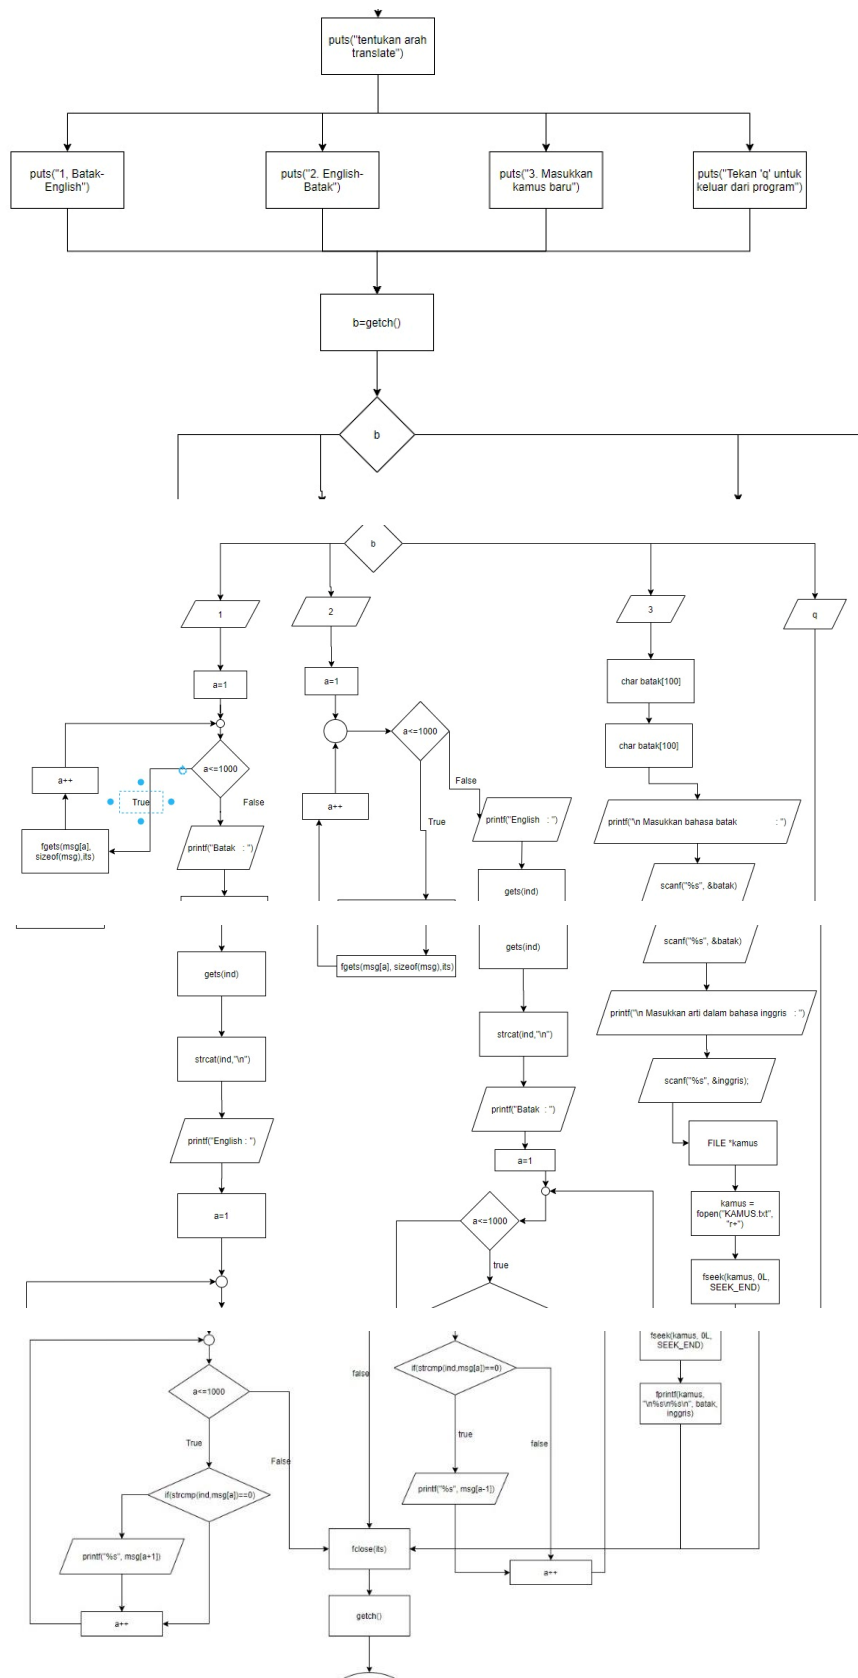 puts("tentukan arah
translate")
puts("1, Batak-
English")
puts("2. English-
Batak")
puts("3. Masukkan
kamus baru")
puts("Tekan 'q' untuk
keluar dari program")
b=getch()
b
b
1
2
3
q
a=1
a=1
char batak[100]
char batak[100]
a<=1000
a<=1000
a++
True
False
False
a++
True
fgets(msg[a],
sizeof(msg),its)
printf("Batak : ")
printf("English : ")
printf("\n Masukkan bahasa batak : ")
gets(ind)
scanf("%s", &batak)
gets(ind)
fgets(msg[a], sizeof(msg),its)
gets(ind)
scanf("%s", &batak)
strcat(ind,"\n")
strcat(ind,"\n")
printf("\n Masukkan arti dalam bahasa inggris : ")
printf("English : ")
printf("Batak : ")
scanf("%s", &inggris);
a=1
a=1
FILE *kamus
a<=1000
true
kamus =
fopen("KAMUS.txt",
"r+")
fseek(kamus, 0L,
SEEK_END)
fseek(kamus, 0L,
SEEK_END)
a<=1000
false
if(strcmp(ind,msg[a])==0)
fprintf(kamus,
"\n%s\n%s\n", batak,
inggris)
True
False
true
false
if(strcmp(ind,msg[a])==0)
printf("%s", msg[a-1])
printf("%s", msg[a+1])
fclose(its)
a++
a++
getch()